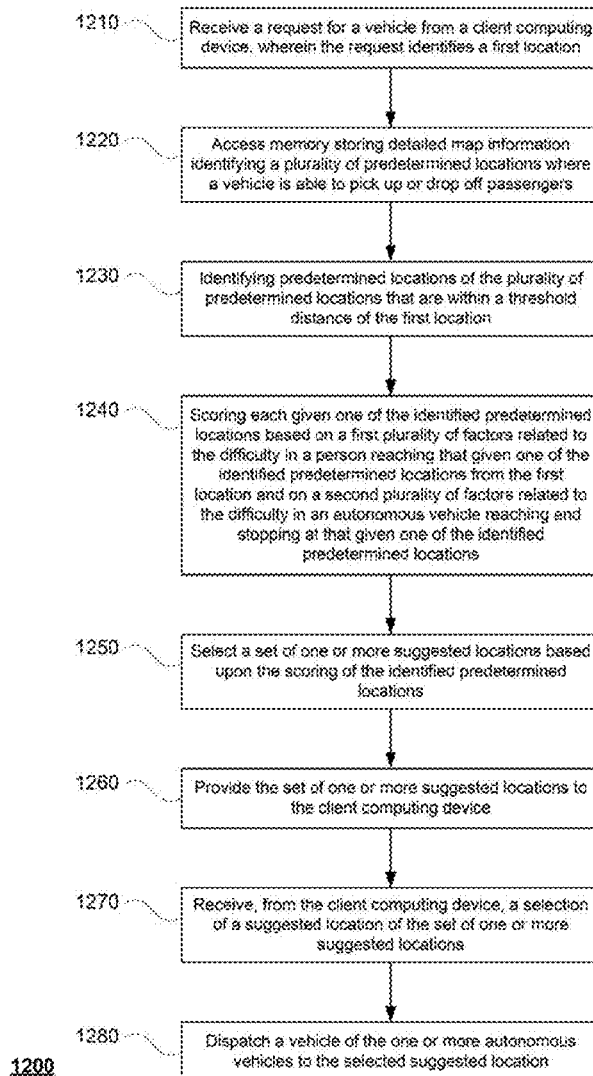 1210
Receive a request for a vehicle from a client computing
device, wherein the request identifies a first location
1220
Access memory storing detailed map information
identifying a plurality of predetermined locations where
a vehicle is able to pick up or drop off passengers
1230
Identifying predetermined locations of the plurality of
predetermined locations that are within a threshold
distance of the first location
1240
Scoring each given one of the identified predetermined
locations based on a first plurality of factors related to
the difficulty in a person reaching that given one of the
identified predetermined locations from the first
location and on a second plurality of factors related to
the difficulty in an autonomous vehicle reaching and
stopping at that given one of the identified
predetermined locations
1250
Select a set of one or more suggested locations based
upon the scoring of the identified predetermined
locations
1260
Provide the set of one or more suggested locations to
the client computing device
1270
Receive, from the client computing device, a selection
of a suggested location of the set of one or more
suggested locations
1280
Dispatch a vehicle of the one or more autonomous
vehicles to the selected suggested location
1200